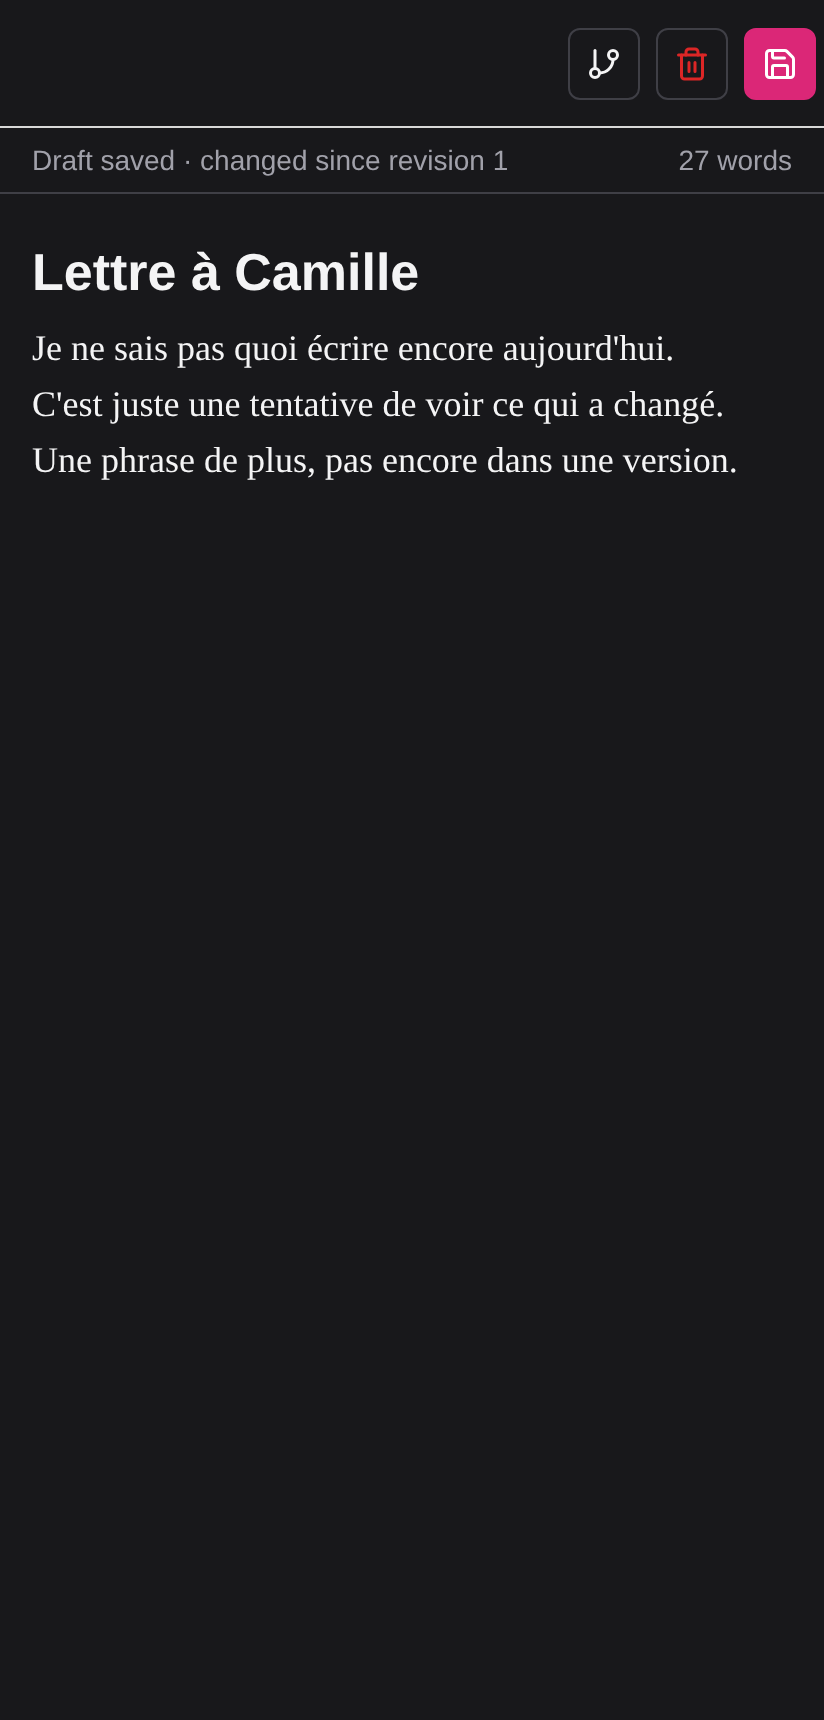 Draft saved · changed since revision 1
27 words
Lettre à Camille
Je ne sais pas quoi écrire encore aujourd'hui.
C'est juste une tentative de voir ce qui a changé.
Une phrase de plus, pas encore dans une version.